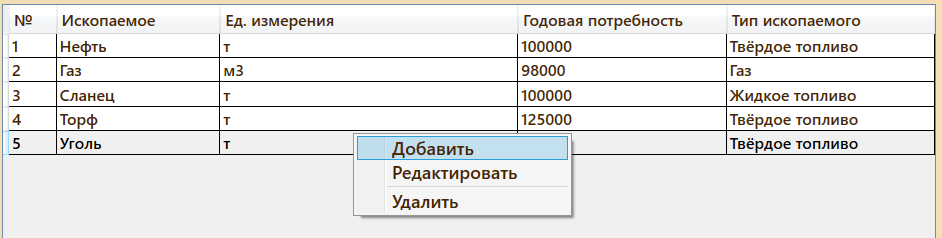 № Ископаемое Ед. измерения Годовая потребность Тип ископаемого
1 Нефть т 100000 Твёрдое топливо
2 Газ м3 98000 Газ
3 Сланец т 100000 Жидкое топливо
4 Торф т 125000 Твёрдое топливо
5 Уголь т Твёрдое топливо
Добавить
Редактировать
Удалить